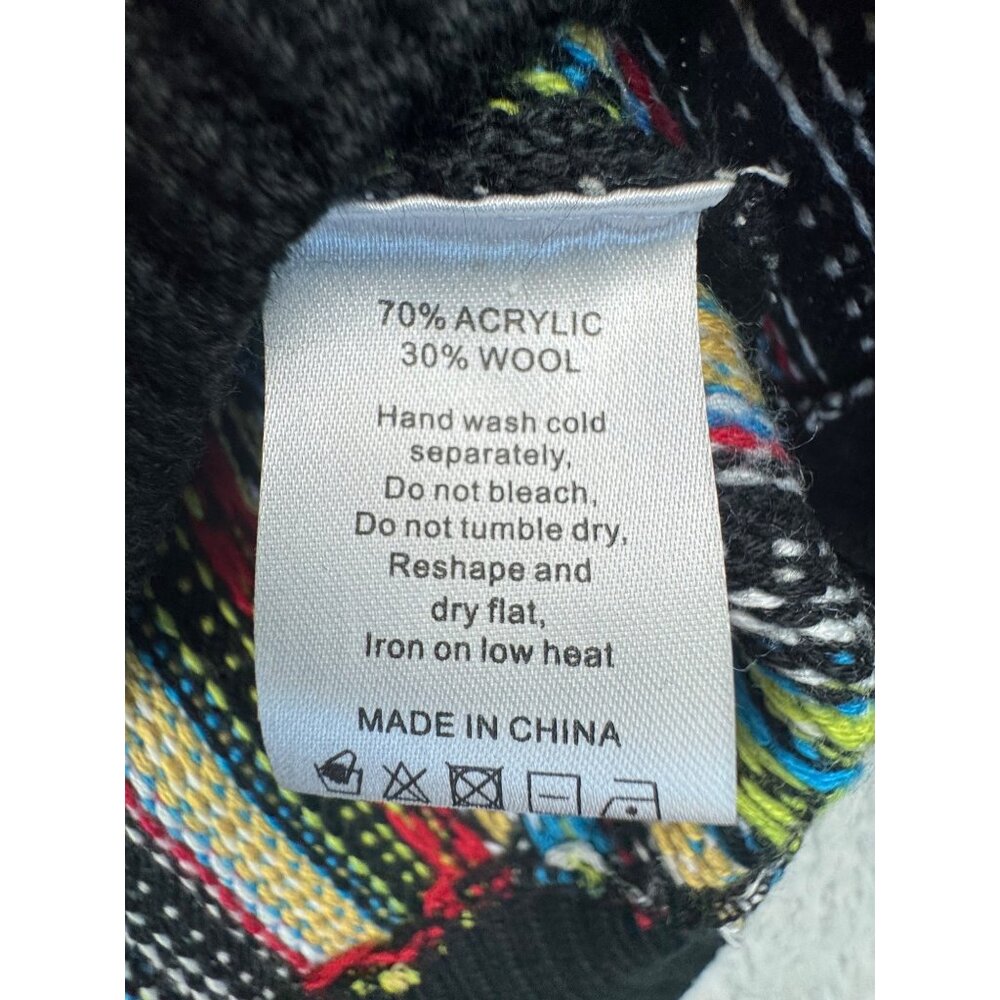 70% ACRYLIC
30% WOOL
Hand wash cold
separately,
Do not bleach,
Do not tumble dry,
Reshape and
dry flat,
Iron on low heat
MADE IN CHINA